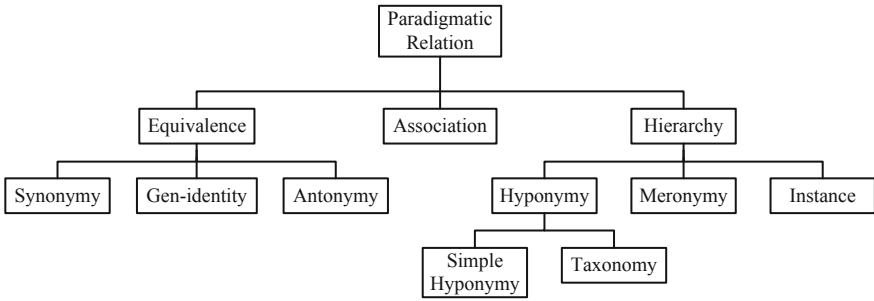 Paradigmatic
Relation
Equivalence
Association
Hierarchy
Synonymy
Gen-identity
Antonymy
Hyponymy
Meronymy
Instance
Simple
Hyponymy
Taxonomy